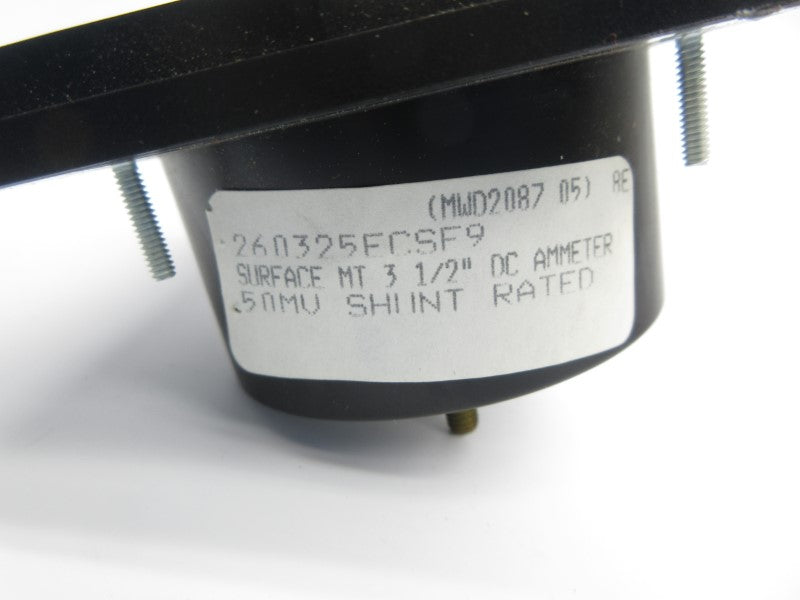 (MWD2087 05) AE
260325ECSF9
SURFACE MT 3 1/2" DC AMMETER
50MV SHUNT RATED